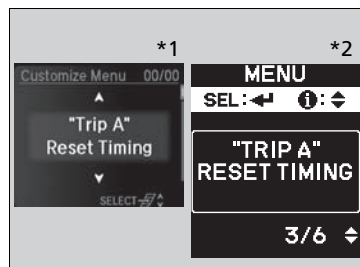 *1
*2
Customize Menu 00/00
"Trip A"
Reset Timing
SELECT
MENU
SEL: :
"TRIP A"
RESET TIMING
3/6